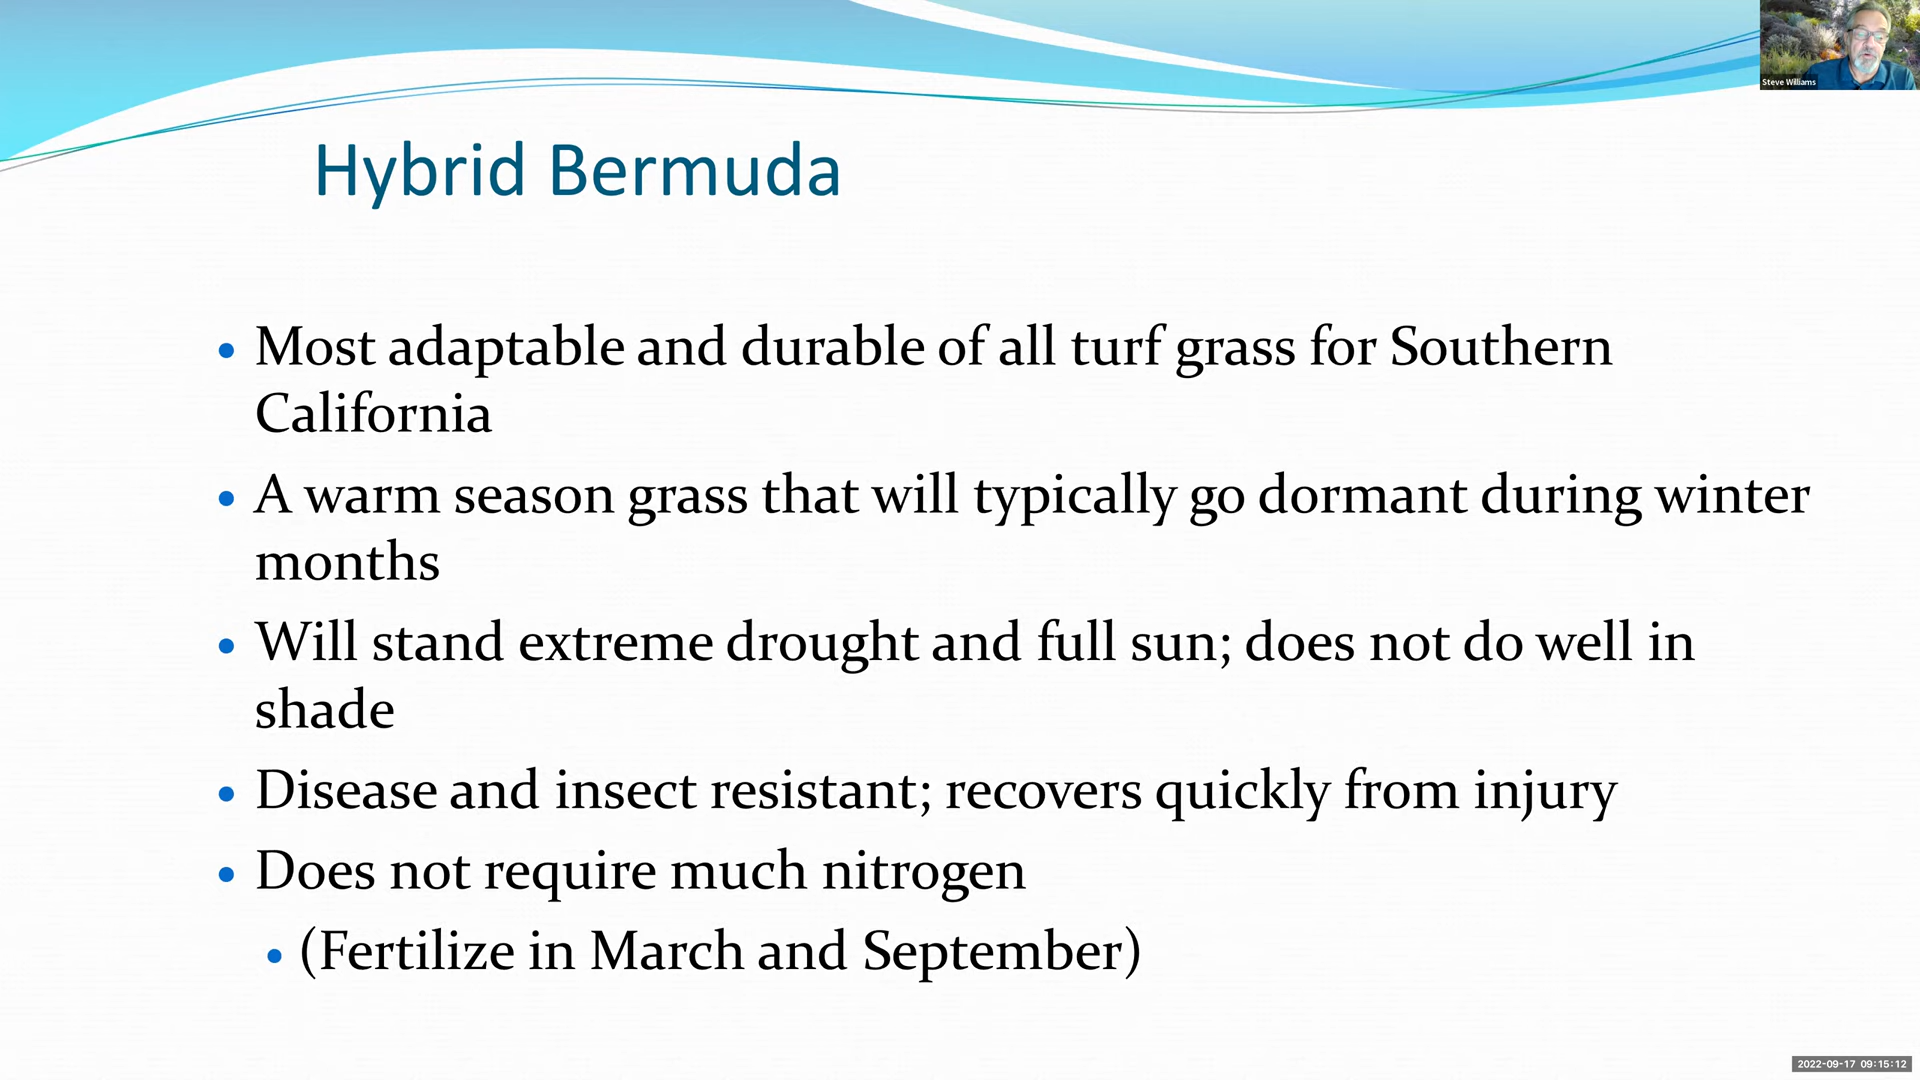 Steve Williams
Hybrid Bermuda
• Most adaptable and durable of all turf grass for Southern
California
• A warm season grass that will typically go dormant during winter
months
• Will stand extreme drought and full sun; does not do well in
shade
• Disease and insect resistant; recovers quickly from injury
• Does not require much nitrogen
• (Fertilize in March and September)
2022-09-17 09:15:12